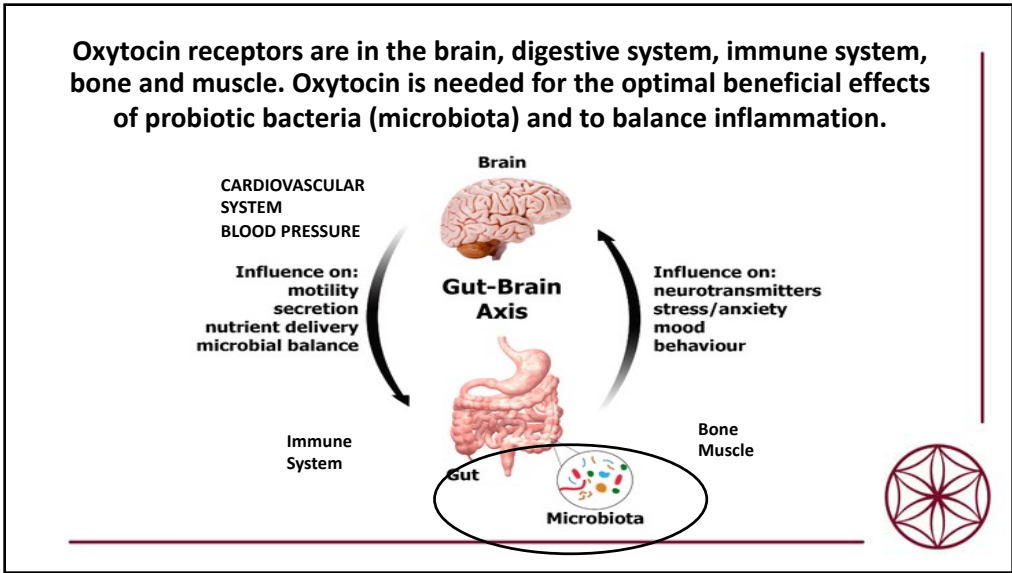 Oxytocin receptors are in the brain, digestive system, immune system,
bone and muscle. Oxytocin is needed for the optimal beneficial effects
of probiotic bacteria (microbiota) and to balance inflammation.
Brain
CARDIOVASCULAR
SYSTEM
BLOOD PRESSURE
Influence on:
motility
secretion
nutrient delivery
microbial balance
Gut-Brain
Axis
Influence on:
neurotransmitters
stress/anxiety
mood
behaviour
Immune
System
Gut
Bone
Muscle
Microbiota